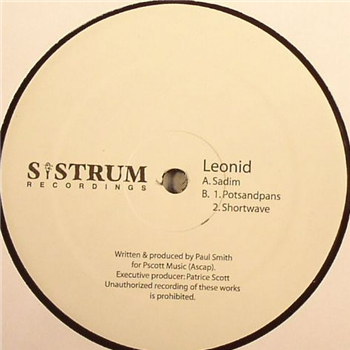 Leonid
SISTRUM
RECORDINGS
A. Sadim
B. 1. Potsandpans
2. Shortwave
Written & produced by Paul Smith
for Pscott Music (Ascap).
Executive producer: Patrice Scott
Unauthorized recording of these works
is prohibited.